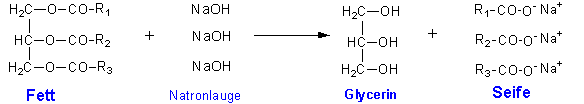 H₂C—O—CO-R₁ NaOH H₂C—OH R₁-CO-O⁻Na⁺
HC—O—CO-R₂ + NaOH HC—OH + R₂-CO-O⁻Na⁺
H₂C—O—CO-R₃ NaOH H₂C—OH R₃-CO-O⁻Na⁺
Fett Natronlauge Glycerin Seife